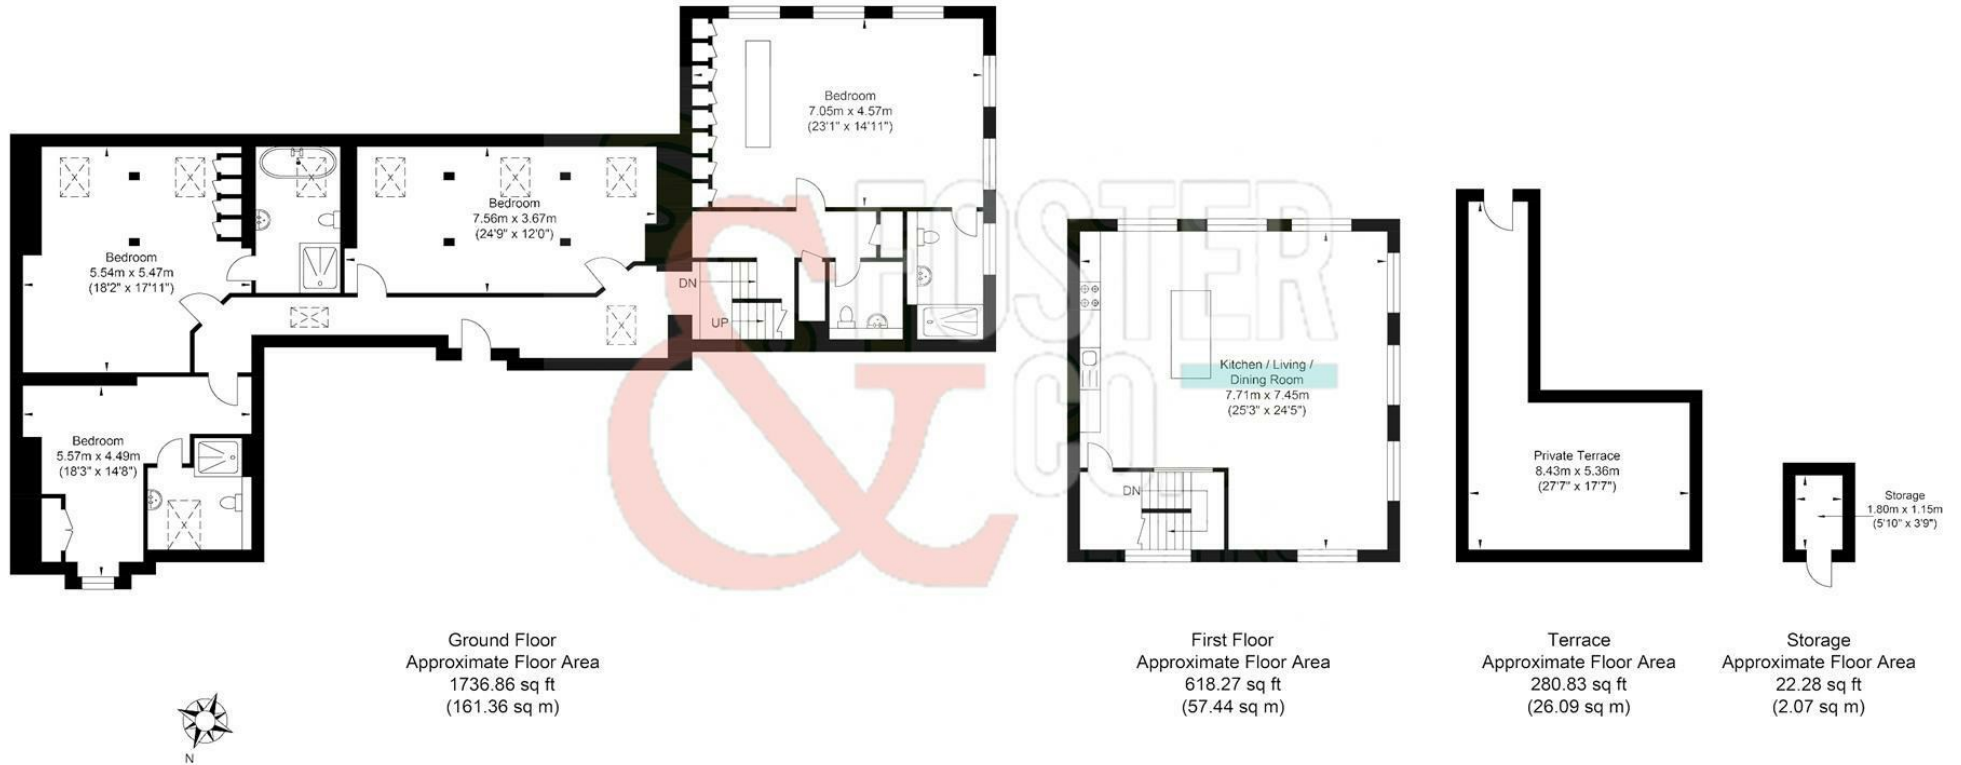 Bedroom
7.05m x 4.57m
(23'1" x 14'11")
Bedroom
7.56m x 3.67m
(24'9" x 12'0")
Bedroom
5.54m x 5.47m
(18'2" x 17'11")
DN
UP
Bedroom
5.57m x 4.49m
(18'3" x 14'8")
Kitchen / Living /
Dining Room
7.71m x 7.45m
(25'3" x 24'5")
DN
Private Terrace
8.43m x 5.36m
(27'7" x 17'7")
Storage
1.80m x 1.15m
(5'10" x 3'9")
FOSTER
& CO
Ground Floor
Approximate Floor Area
1736.86 sq ft
(161.36 sq m)
First Floor
Approximate Floor Area
618.27 sq ft
(57.44 sq m)
Terrace
Approximate Floor Area
280.83 sq ft
(26.09 sq m)
Storage
Approximate Floor Area
22.28 sq ft
(2.07 sq m)
N